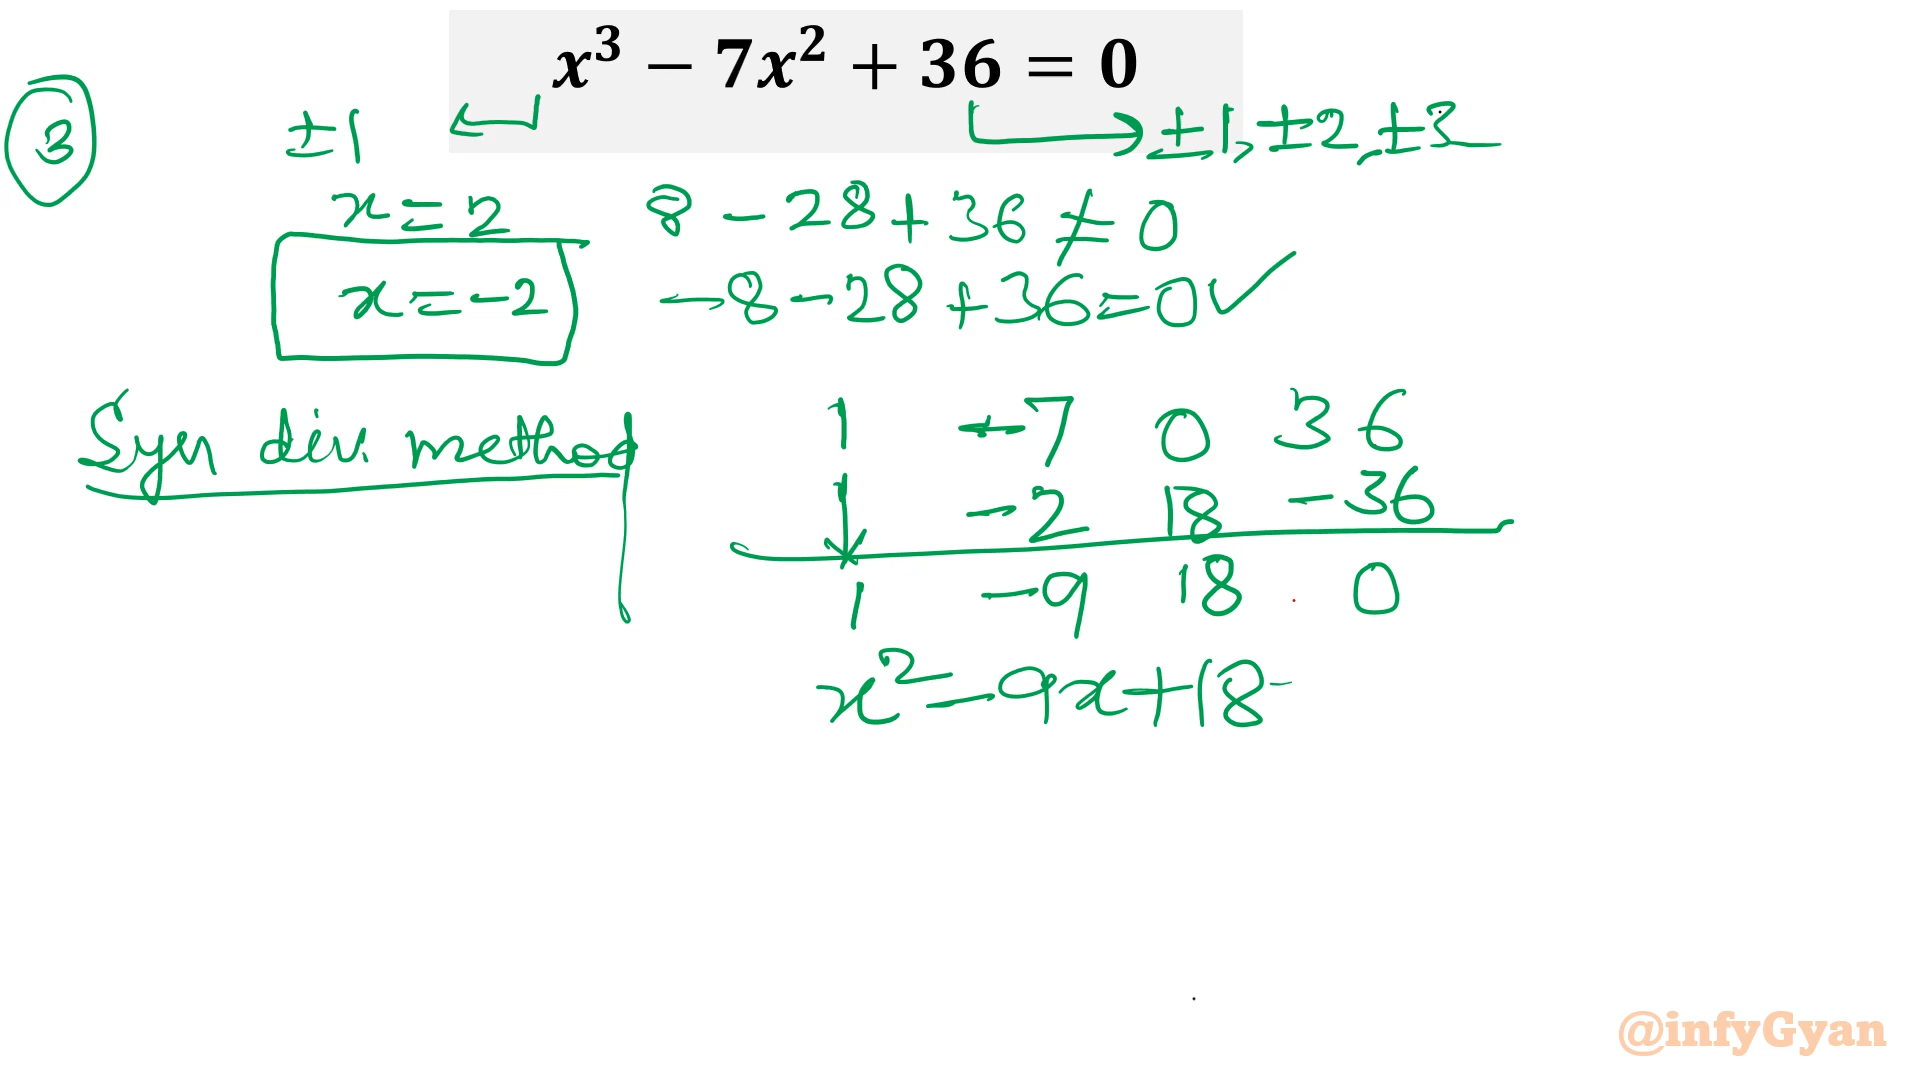 x³ − 7x² + 36 = 0
③ ±1 ±1, ±2, ±3
x = 2 8 − 28 + 36 ≠ 0
x = −2 −8 − 28 + 36 = 0 ✓
Syn div. method 1 −7 0 36
↓ −2 18 −36
1 −9 18 0
x² − 9x + 18 -
@infyGyan